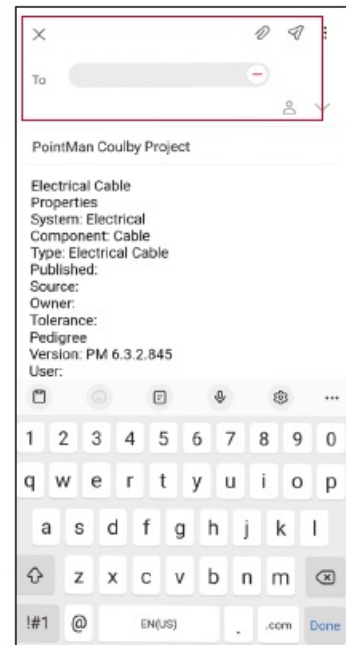 To
PointMan Coulby Project
Electrical Cable
Properties
System: Electrical
Component: Cable
Type: Electrical Cable
Published:
Source:
Owner:
Tolerance:
Pedigree
Version: PM 6.3.2.845
User:
1 2 3 4 5 6 7 8 9 0
q w e r t y u i o p
a s d f g h j k l
z x c v b n m
!#1 @ EN(US) . .com Done